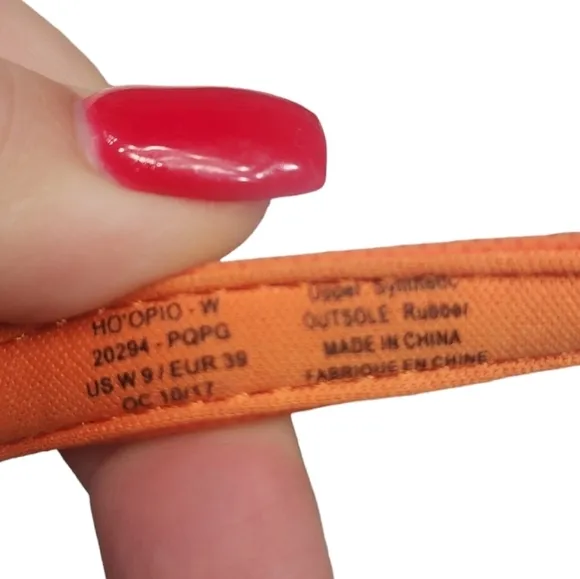 HO'OPIO - W
20294 - PQPG
US W 9 / EUR 39
OC 10/17
Upper Synthetic
OUTSOLE Rubber
MADE IN CHINA
FABRIQUE EN CHINE